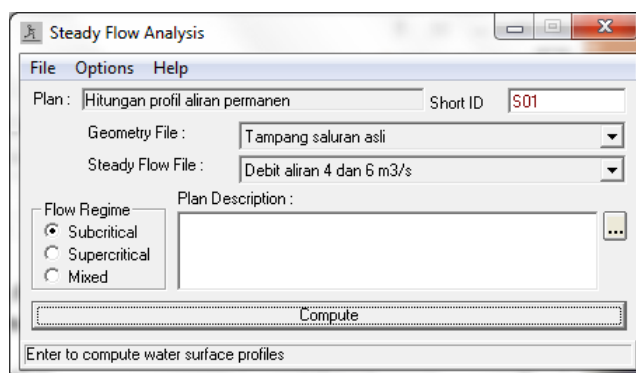 Steady Flow Analysis
File Options Help
Plan : Hitungan profil aliran permanen Short ID S01
Geometry File : Tampang saluran asli
Steady Flow File : Debit aliran 4 dan 6 m3/s
Flow Regime
Subcritical
Supercritical
Mixed
Plan Description :
...
Compute
Enter to compute water surface profiles